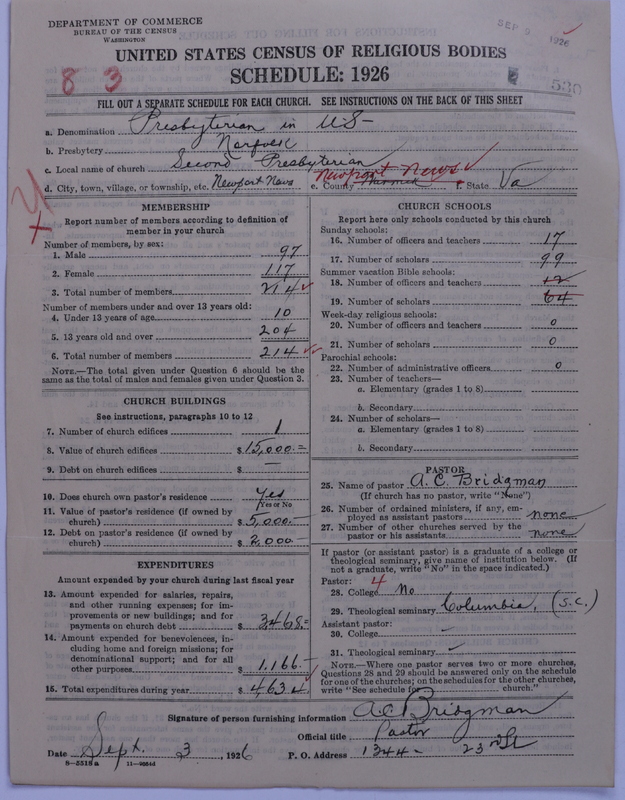 DEPARTMENT OF COMMERCE
BUREAU OF THE CENSUS
WASHINGTON
SEP 9 1926
UNITED STATES CENSUS OF RELIGIOUS BODIES
SCHEDULE: 1926
8 3
530
FILL OUT A SEPARATE SCHEDULE FOR EACH CHURCH. SEE INSTRUCTIONS ON THE BACK OF THIS SHEET
a. Denomination Presbyterian in US-
b. Presbytery Norfolk
c. Local name of church Second Presbyterian
d. City, town, village, or township, etc. Newport News e. County Warwick Newport News f. State Va
MEMBERSHIP
Report number of members according to definition of
member in your church
Number of members, by sex:
1. Male 97
2. Female 117
3. Total number of members 214
Number of members under and over 13 years old:
4. Under 13 years of age 10
5. 13 years old and over 204
6. Total number of members 214
NOTE.—The total given under Question 6 should be
same as the total of males and females given under Question 3.
CHURCH BUILDINGS
See instructions, paragraphs 10 to 12
7. Number of church edifices 1
8. Value of church edifices $ 15,000.=
9. Debt on church edifices $ —
10. Does church own pastor's residence Yes
Yes or No
11. Value of pastor's residence (if owned by
church) $ 5,000.—
12. Debt on pastor's residence (if owned by
church) $ 2,000.—
EXPENDITURES
Amount expended by your church during last fiscal year
13. Amount expended for salaries, repairs,
and other running expenses; for im-
provements or new buildings; and for
payments on church debt $ 3468.=
14. Amount expended for benevolences, in-
cluding home and foreign missions; for
denominational support; and for all
other purposes $ 1,166.—
15. Total expenditures during year $ 4634
CHURCH SCHOOLS
Report here only schools conducted by this church
Sunday schools:
16. Number of officers and teachers 17
17. Number of scholars 99
Summer vacation Bible schools:
18. Number of officers and teachers 12
19. Number of scholars 64
Week-day religious schools:
20. Number of officers and teachers 0
21. Number of scholars 0
Parochial schools:
22. Number of administrative officers 0
23. Number of teachers—
a. Elementary (grades 1 to 8)
b. Secondary
24. Number of scholars—
a. Elementary (grades 1 to 8)
b. Secondary
PASTOR
25. Name of pastor A. C. Bridgman
(If church has no pastor, write "None")
26. Number of ordained ministers, if any, em-
ployed as assistant pastors none
27. Number of other churches served by the
pastor or his assistants none
If pastor (or assistant pastor) is a graduate of a college or
theological seminary, give name of institution below. (If
not a graduate, write "No" in the space indicated.)
Pastor: 4
28. College No
29. Theological seminary Columbia, (S.C.)
Assistant pastor:
30. College —
31. Theological seminary
NOTE.—Where one pastor serves two or more churches,
Questions 28 and 29 should be answered only on the schedule
for one of the churches; on the schedules for the other churches,
write "See schedule for church."
Signature of person furnishing information A. C. Bridgman
Official title Pastor
Date Sept. 3, 1926 P. O. Address 1344- 23rd St
8—5518a